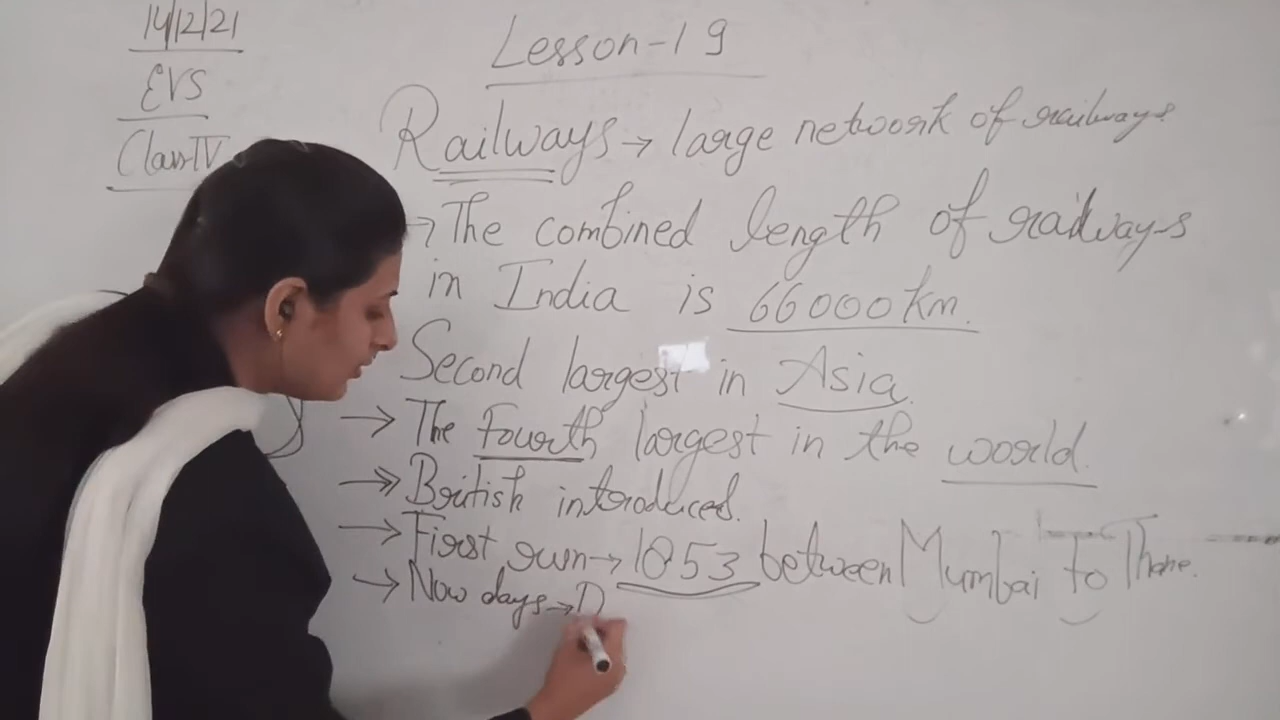 14/12/21
EVS
Class IV
Lesson-19
Railways → large network of railways
→ The combined length of railways
in India is 66000 km.
Second largest in Asia.
→ The Fourth largest in the world.
→ British introduced.
→ First run → 1853 between Mumbai To Thane.
→ Now days → D